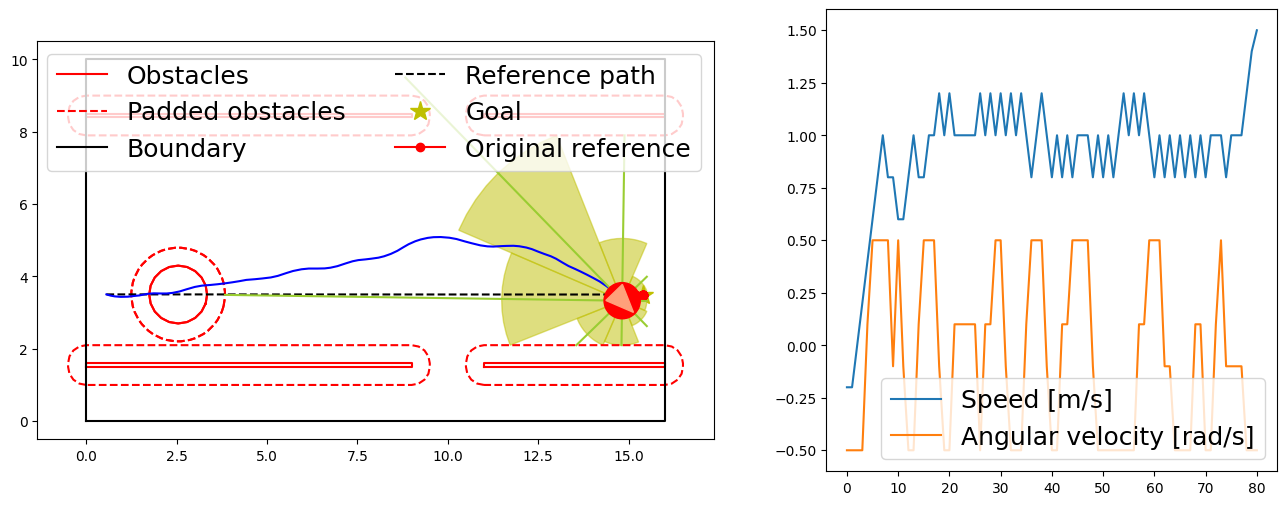 Obstacles
Padded obstacles
Boundary
Reference path
Goal
Original reference
10
8
6
4
2
0
0.0 2.5 5.0 7.5 10.0 12.5 15.0
1.50
1.25
1.00
0.75
0.50
0.25
0.00
−0.25
−0.50
Speed [m/s]
Angular velocity [rad/s]
0 10 20 30 40 50 60 70 80